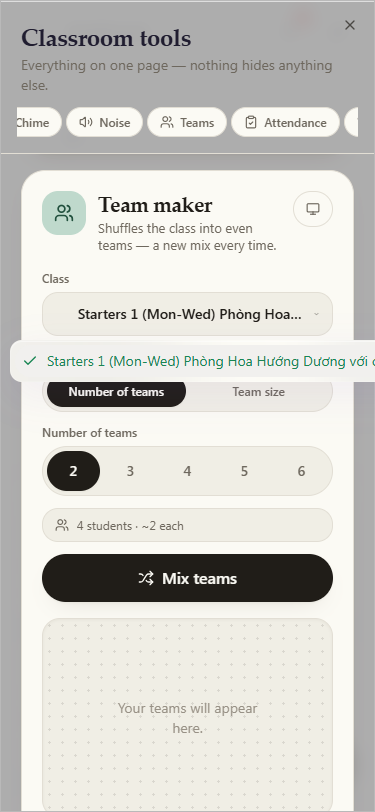 Classroom tools
Everything on one page — nothing hides anything
else.
Chime
Noise
Teams
Attendance
Team maker
Shuffles the class into even
teams — a new mix every time.
Class
Starters 1 (Mon-Wed) Phòng Hoa...
Starters 1 (Mon-Wed) Phòng Hoa Hướng Dương với
Number of teams
Team size
Number of teams
2
3
4
5
6
4 students · ~2 each
Mix teams
Your teams will appear
here.